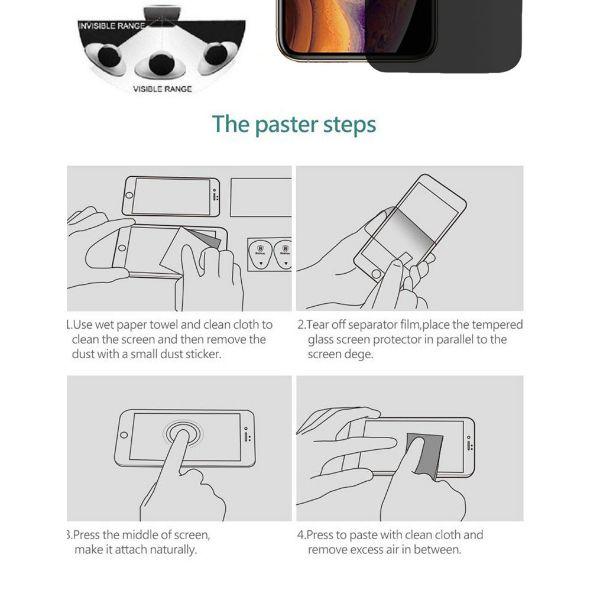 INVISIBLE RANGE
VISIBLE RANGE
The paster steps
1.Use wet paper towel and clean cloth to
clean the screen and then remove the
dust with a small dust sticker.
2.Tear off separator film,place the tempered
glass screen protector in parallel to the
screen dege.
3.Press the middle of screen,
make it attach naturally.
4.Press to paste with clean cloth and
remove excess air in between.